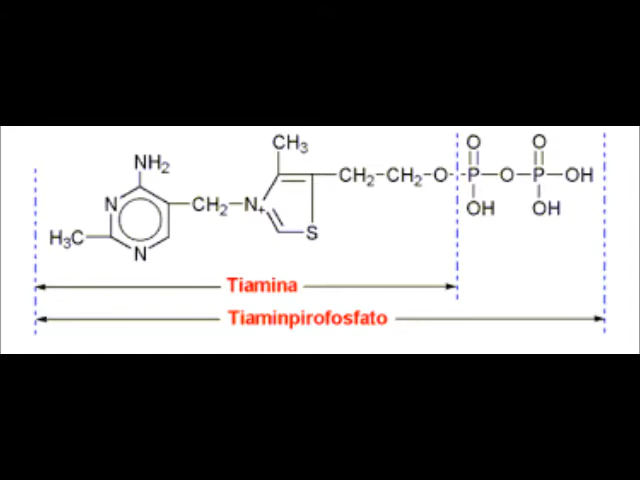 CH3 O O
NH2
CH2-CH2-O-P-O-P-OH
N CH2-N+
OH OH
H3C N S
Tiamina
Tiaminpirofosfato